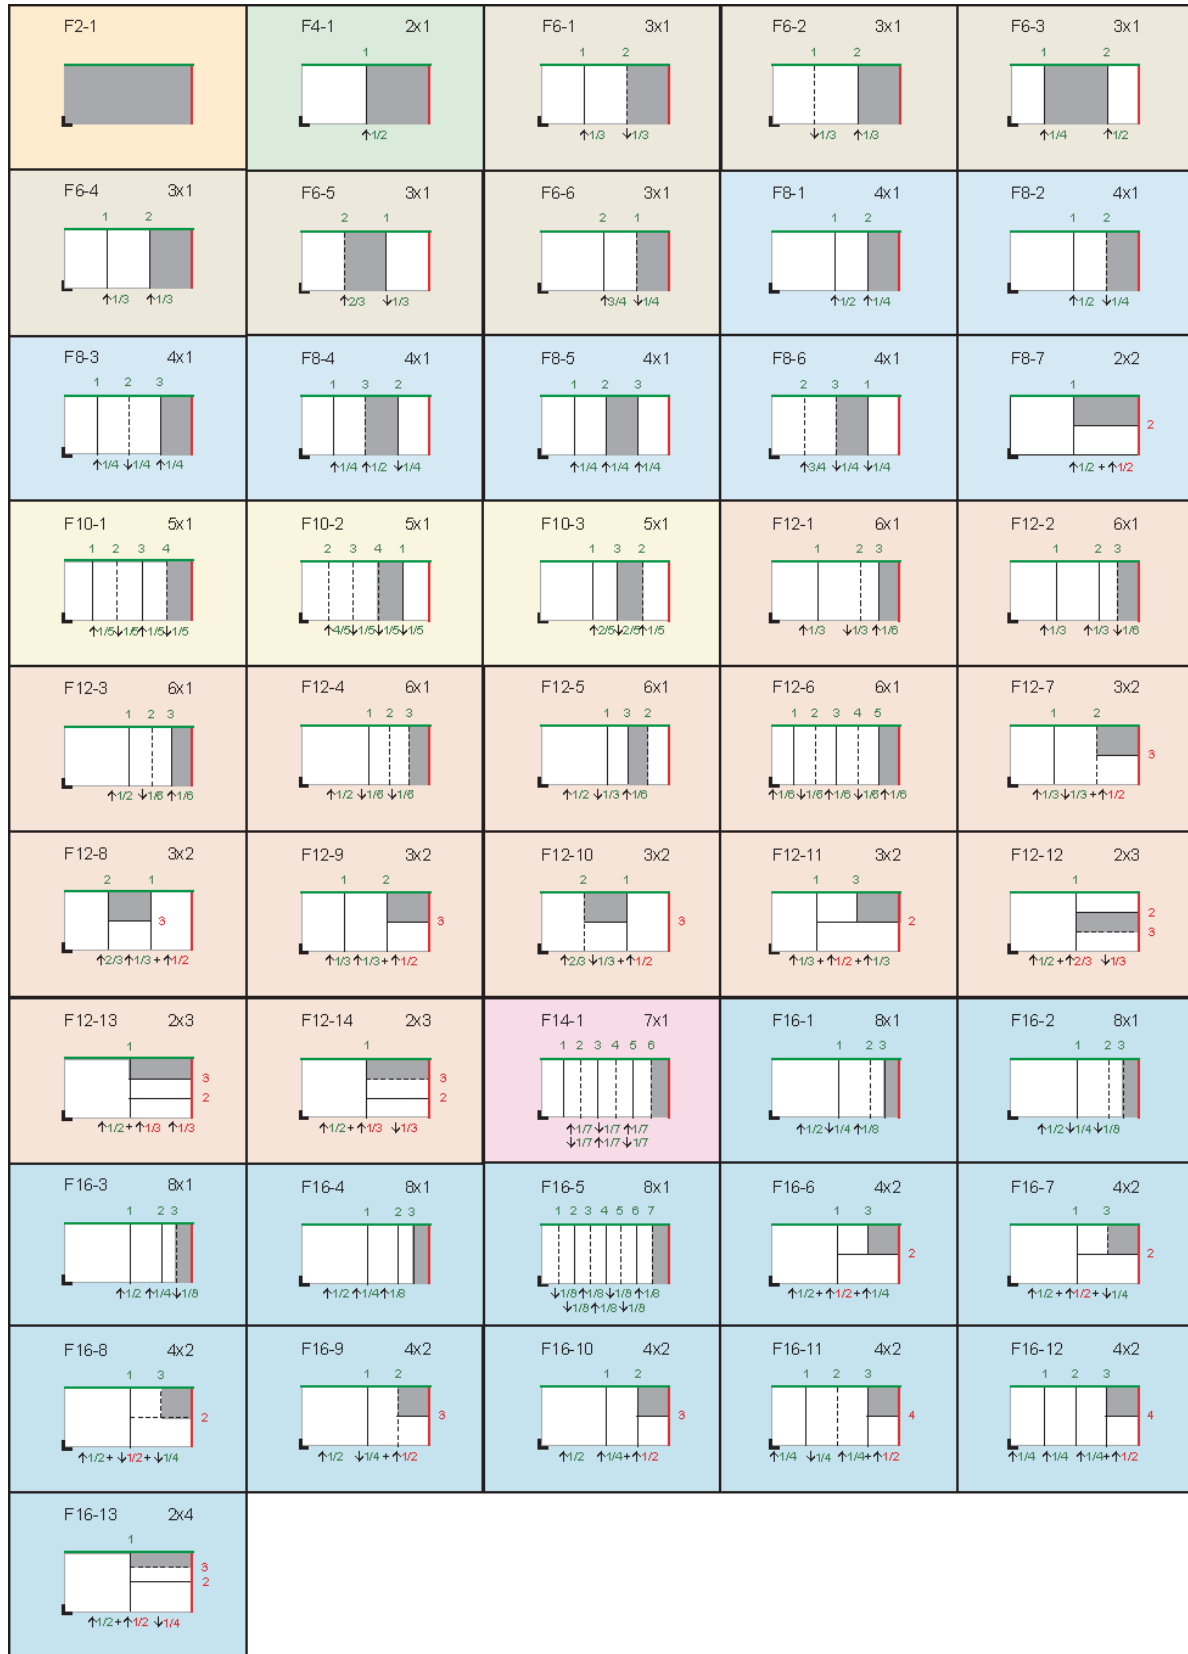 F2-1
F4-1 2x1
1
↑1/2
F6-1 3x1
1 2
↑1/3 ↓1/3
F6-2 3x1
1 2
↓1/3 ↑1/3
F6-3 3x1
1 2
↑1/4 ↑1/2
F6-4 3x1
1 2
↑1/3 ↑1/3
F6-5 3x1
2 1
↑2/3 ↓1/3
F6-6 3x1
2 1
↑3/4 ↓1/4
F8-1 4x1
1 2
↑1/2 ↑1/4
F8-2 4x1
1 2
↑1/2 ↓1/4
F8-3 4x1
1 2 3
↑1/4 ↓1/4 ↑1/4
F8-4 4x1
1 3 2
↑1/4 ↑1/2 ↓1/4
F8-5 4x1
1 2 3
↑1/4 ↑1/4 ↑1/4
F8-6 4x1
2 3 1
↑3/4 ↓1/4 ↓1/4
F8-7 2x2
1
2
↑1/2 + ↑1/2
F10-1 5x1
1 2 3 4
↑1/5↓1/5↑1/5↓1/5
F10-2 5x1
2 3 4 1
↑4/5↓1/5↓1/5↓1/5
F10-3 5x1
1 3 2
↑2/5↓2/5↑1/5
F12-1 6x1
1 2 3
↑1/3 ↓1/3 ↑1/6
F12-2 6x1
1 2 3
↑1/3 ↑1/3 ↓1/6
F12-3 6x1
1 2 3
↑1/2 ↓1/6 ↑1/6
F12-4 6x1
1 2 3
↑1/2 ↓1/6 ↓1/6
F12-5 6x1
1 3 2
↑1/2 ↓1/3 ↑1/6
F12-6 6x1
1 2 3 4 5
↑1/6↓1/6↑1/6↓1/6↑1/6
F12-7 3x2
1 2
3
↑1/3↓1/3 + ↑1/2
F12-8 3x2
2 1
3
↑2/3↑1/3 + ↑1/2
F12-9 3x2
1 2
3
↑1/3↑1/3 + ↑1/2
F12-10 3x2
2 1
3
↑2/3 ↓1/3 + ↑1/2
F12-11 3x2
1 3
2
↑1/3 + ↑1/2 + ↑1/3
F12-12 2x3
1
2
3
↑1/2 + ↑2/3 ↓1/3
F12-13 2x3
1
3
2
↑1/2+ ↑1/3 ↑1/3
F12-14 2x3
1
3
2
↑1/2+ ↑1/3 ↓1/3
F14-1 7x1
1 2 3 4 5 6
↑1/7↓1/7↑1/7
↓1/7↑1/7↓1/7
F16-1 8x1
1 2 3
↑1/2↓1/4↑1/8
F16-2 8x1
1 2 3
↑1/2↓1/4↓1/8
F16-3 8x1
1 2 3
↑1/2 ↑1/4↓1/8
F16-4 8x1
1 2 3
↑1/2 ↑1/4↑1/8
F16-5 8x1
1 2 3 4 5 6 7
↓1/8↑1/8↓1/8↑1/8
↓1/8↑1/8↓1/8
F16-6 4x2
1 3
2
↑1/2+ ↑1/2+↑1/4
F16-7 4x2
1 3
2
↑1/2 + ↑1/2 + ↓1/4
F16-8 4x2
1 3
2
↑1/2+ ↓1/2+ ↓1/4
F16-9 4x2
1 2
3
↑1/2 ↓1/4 + ↑1/2
F16-10 4x2
1 2
3
↑1/2 ↑1/4+↑1/2
F16-11 4x2
1 2 3
4
↑1/4 ↓1/4 ↑1/4+↑1/2
F16-12 4x2
1 2 3
4
↑1/4 ↑1/4 ↑1/4+↑1/2
F16-13 2x4
1
3
2
↑1/2+↑1/2 ↓1/4